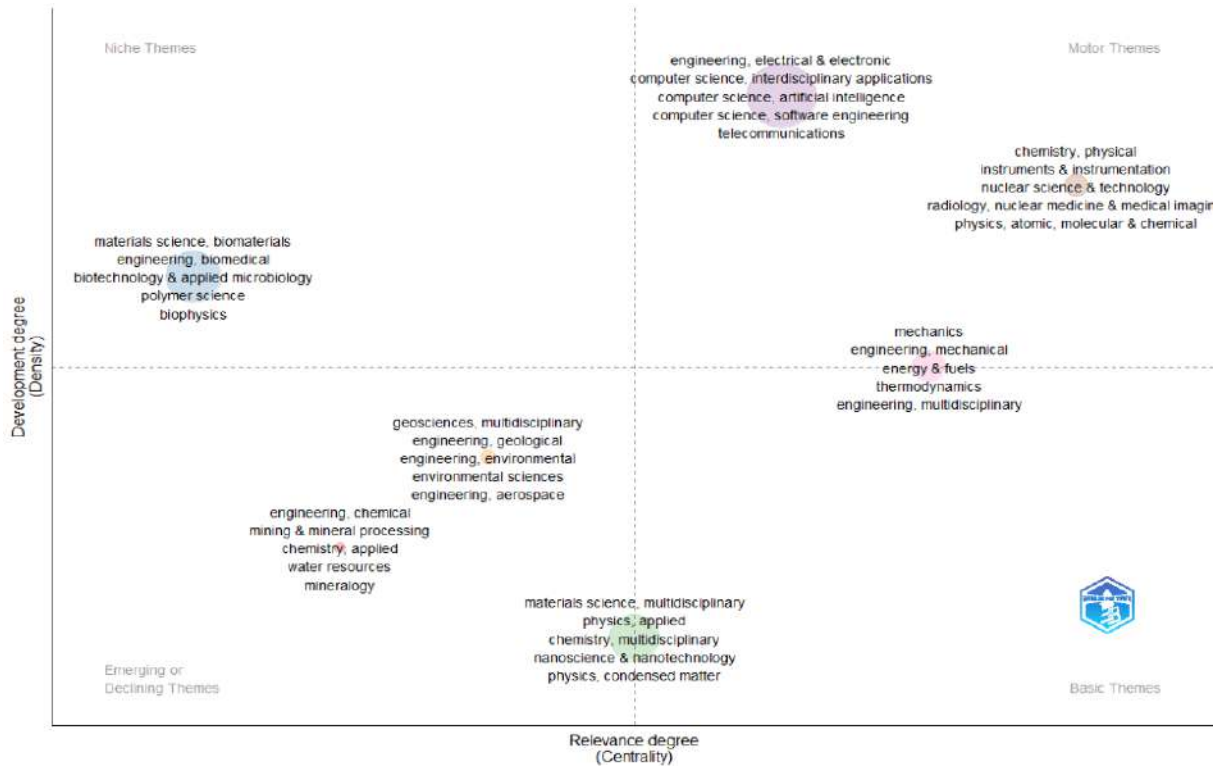 Niche Themes
Motor Themes
engineering, electrical & electronic
computer science, interdisciplinary applications
computer science, artificial intelligence
computer science, software engineering
telecommunications
chemistry, physical
instruments & instrumentation
nuclear science & technology
radiology, nuclear medicine & medical imagin
physics, atomic, molecular & chemical
materials science, biomaterials
engineering, biomedical
biotechnology & applied microbiology
polymer science
biophysics
mechanics
engineering, mechanical
energy & fuels
thermodynamics
engineering, multidisciplinary
Development degree
(Density)
geosciences, multidisciplinary
engineering, geological
engineering, environmental
environmental sciences
engineering, aerospace
engineering, chemical
mining & mineral processing
chemistry, applied
water resources
mineralogy
materials science, multidisciplinary
physics, applied
chemistry, multidisciplinary
nanoscience & nanotechnology
physics, condensed matter
Emerging or
Declining Themes
Basic Themes
Relevance degree
(Centrality)